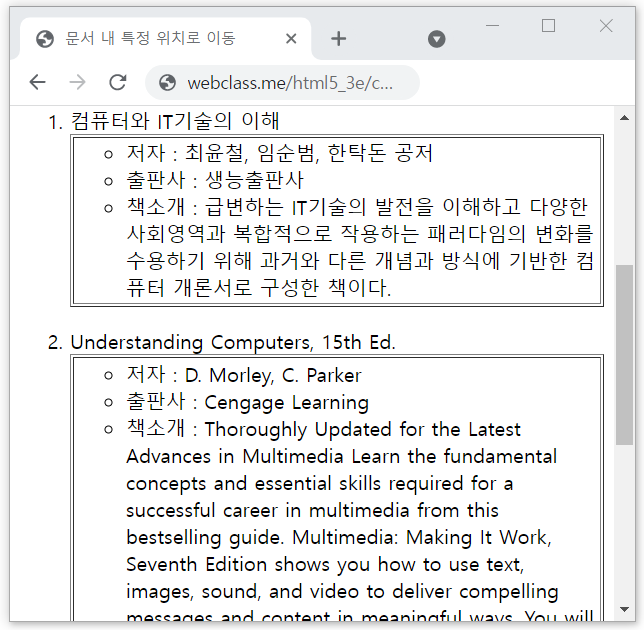 문서 내 특정 위치로 이동
webclass.me/html5_3e/c...
1. 컴퓨터와 IT기술의 이해
저자 : 최윤철, 임순범, 한탁돈 공저
출판사 : 생능출판사
책소개 : 급변하는 IT기술의 발전을 이해하고 다양한
사회영역과 복합적으로 작용하는 패러다임의 변화를
수용하기 위해 과거와 다른 개념과 방식에 기반한 컴
퓨터 개론서로 구성한 책이다.
2. Understanding Computers, 15th Ed.
저자 : D. Morley, C. Parker
출판사 : Cengage Learning
책소개 : Thoroughly Updated for the Latest
Advances in Multimedia Learn the fundamental
concepts and essential skills required for a
successful career in multimedia from this
bestselling guide. Multimedia: Making It Work,
Seventh Edition shows you how to use text,
images, sound, and video to deliver compelling
messages and content in meaningful ways. You will